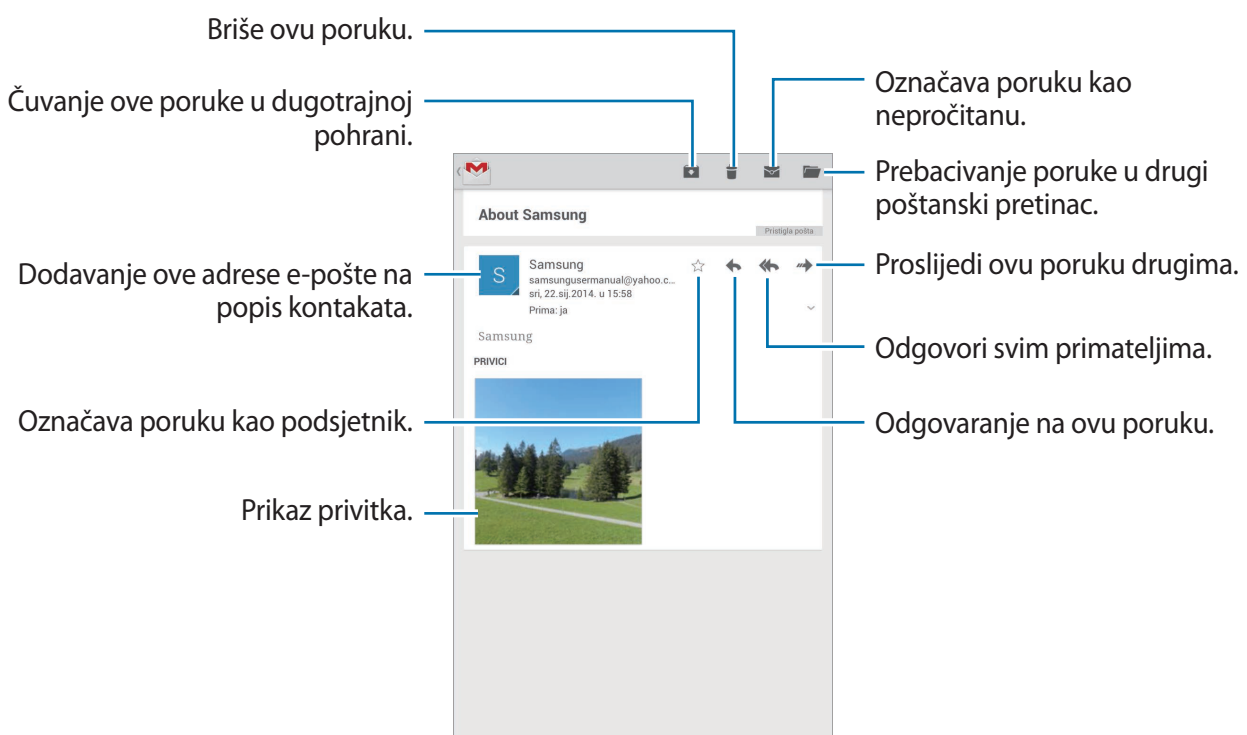 Briše ovu poruku.
Čuvanje ove poruke u dugotrajnoj
pohrani.
Označava poruku kao
nepročitanu.
Prebacivanje poruke u drugi
poštanski pretinac.
About Samsung
Pristigla pošta
Dodavanje ove adrese e-pošte na
popis kontakata.
S
Samsung
samsungusermanual@yahoo.c...
sri, 22.sij.2014. u 15:58
Prima: ja
Proslijedi ovu poruku drugima.
Samsung
PRIVICI
Odgovori svim primateljima.
Označava poruku kao podsjetnik.
Odgovaranje na ovu poruku.
Prikaz privitka.